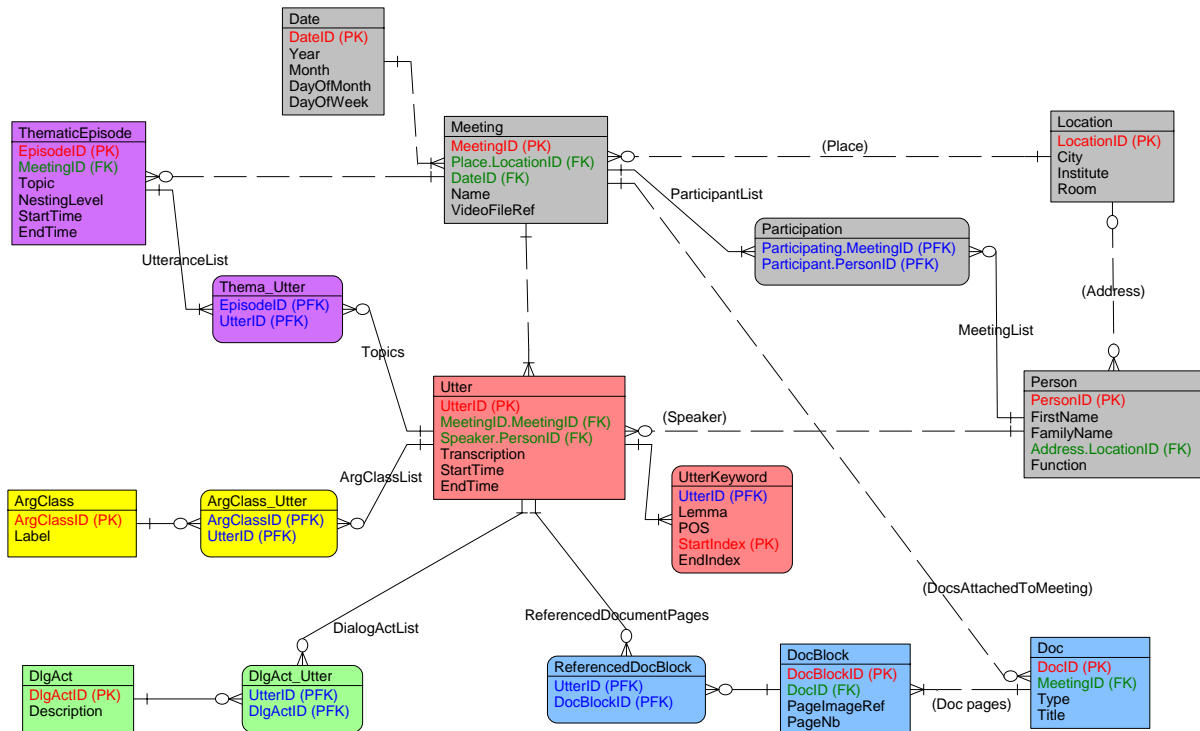 Date
DateID (PK)
Year
Month
DayOfMonth
DayOfWeek
ThematicEpisode
EpisodeID (PK)
MeetingID (FK)
Topic
NestingLevel
StartTime
EndTime
Meeting
MeetingID (PK)
Place.LocationID (FK)
DateID (FK)
Name
VideoFileRef
(Place)
Location
LocationID (PK)
City
Institute
Room
ParticipantList
Participation
Participating.MeetingID (PFK)
Participant.PersonID (PFK)
UtteranceList
Thema_Utter
EpisodeID (PFK)
UtterID (PFK)
(Address)
MeetingList
Topics
Utter
UtterID (PK)
MeetingID.MeetingID (FK)
Speaker.PersonID (FK)
Transcription
StartTime
EndTime
(Speaker)
Person
PersonID (PK)
FirstName
FamilyName
Address.LocationID (FK)
Function
ArgClassList
UtterKeyword
UtterID (PFK)
Lemma
POS
StartIndex (PK)
EndIndex
ArgClass
ArgClassID (PK)
Label
ArgClass_Utter
ArgClassID (PFK)
UtterID (PFK)
(DocsAttachedToMeeting)
DialogActList
ReferencedDocumentPages
DlgAct
DlgActID (PK)
Description
DlgAct_Utter
UtterID (PFK)
DlgActID (PFK)
ReferencedDocBlock
UtterID (PFK)
DocBlockID (PFK)
DocBlock
DocBlockID (PK)
DocID (FK)
PageImageRef
PageNb
(Doc pages)
Doc
DocID (PK)
MeetingID (FK)
Type
Title